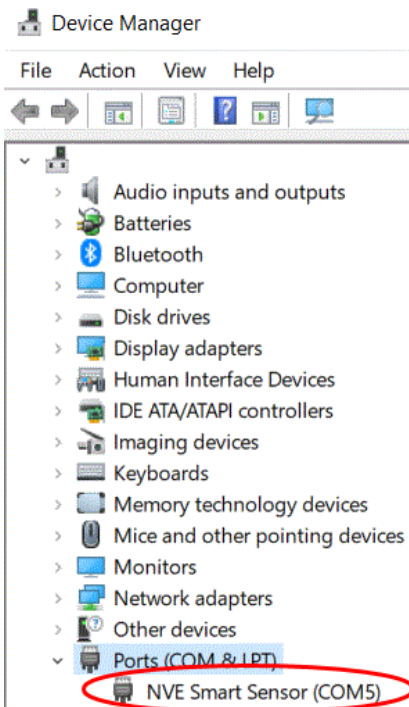 Device Manager
File Action View Help
Audio inputs and outputs
Batteries
Bluetooth
Computer
Disk drives
Display adapters
Human Interface Devices
IDE ATA/ATAPI controllers
Imaging devices
Keyboards
Memory technology devices
Mice and other pointing devices
Monitors
Network adapters
Other devices
Ports (COM & LPT)
NVE Smart Sensor (COM5)